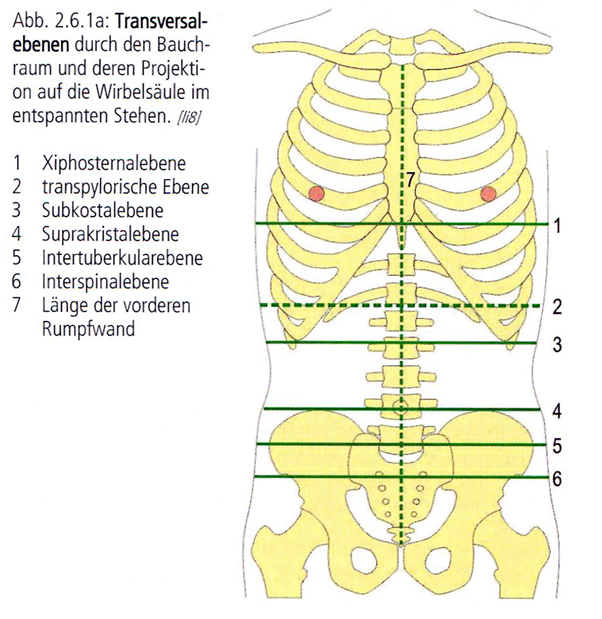 Abb. 2.6.1a: Transversal-
ebenen durch den Bauch-
raum und deren Projekti-
on auf die Wirbelsäule im
entspannten Stehen. [li8]
1 Xiphosternalebene
2 transpylorische Ebene
3 Subkostalebene
4 Suprakristalebene
5 Intertuberkularebene
6 Interspinalebene
7 Länge der vorderen
Rumpfwand
7
1
2
3
4
5
6